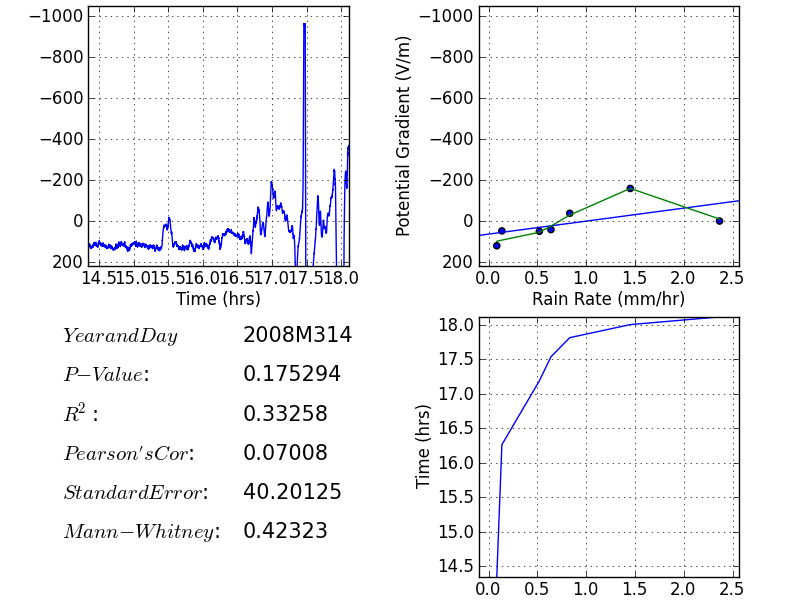 −1000
−800
−600
−400
−200
0
200
14.5 15.0 15.5 16.0 16.5 17.0 17.5 18.0
Time (hrs)
Potential Gradient (V/m)
−1000
−800
−600
−400
−200
0
200
0.0 0.5 1.0 1.5 2.0 2.5
Rain Rate (mm/hr)
YearandDay 2008M314
P−Value: 0.175294
R²: 0.33258
Pearson'sCor: 0.07008
StandardError: 40.20125
Mann−Whitney: 0.42323
Time (hrs)
18.0
17.5
17.0
16.5
16.0
15.5
15.0
14.5
0.0 0.5 1.0 1.5 2.0 2.5